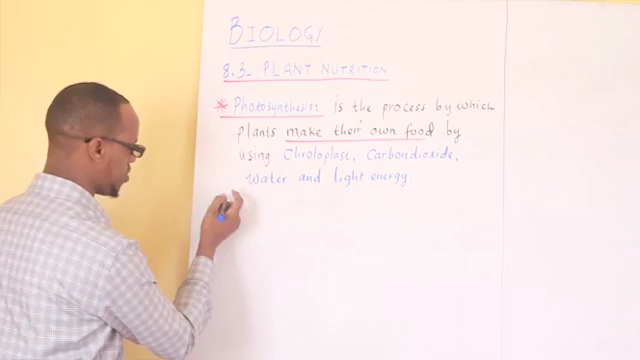 BIOLOGY
8.3. PLANT NUTRITION
* Photosynthesis: is the process by which
plants make their own food by
using Chroloplast, Carbondioxide,
Water and light energy.